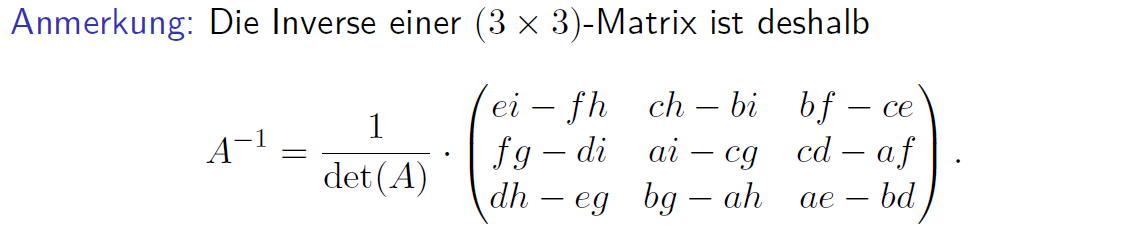 Anmerkung: Die Inverse einer (3 × 3)-Matrix ist deshalb
A⁻¹ = 1/det(A) · ( ei − fh  ch − bi  bf − ce
fg − di  ai − cg  cd − af
dh − eg  bg − ah  ae − bd ) .